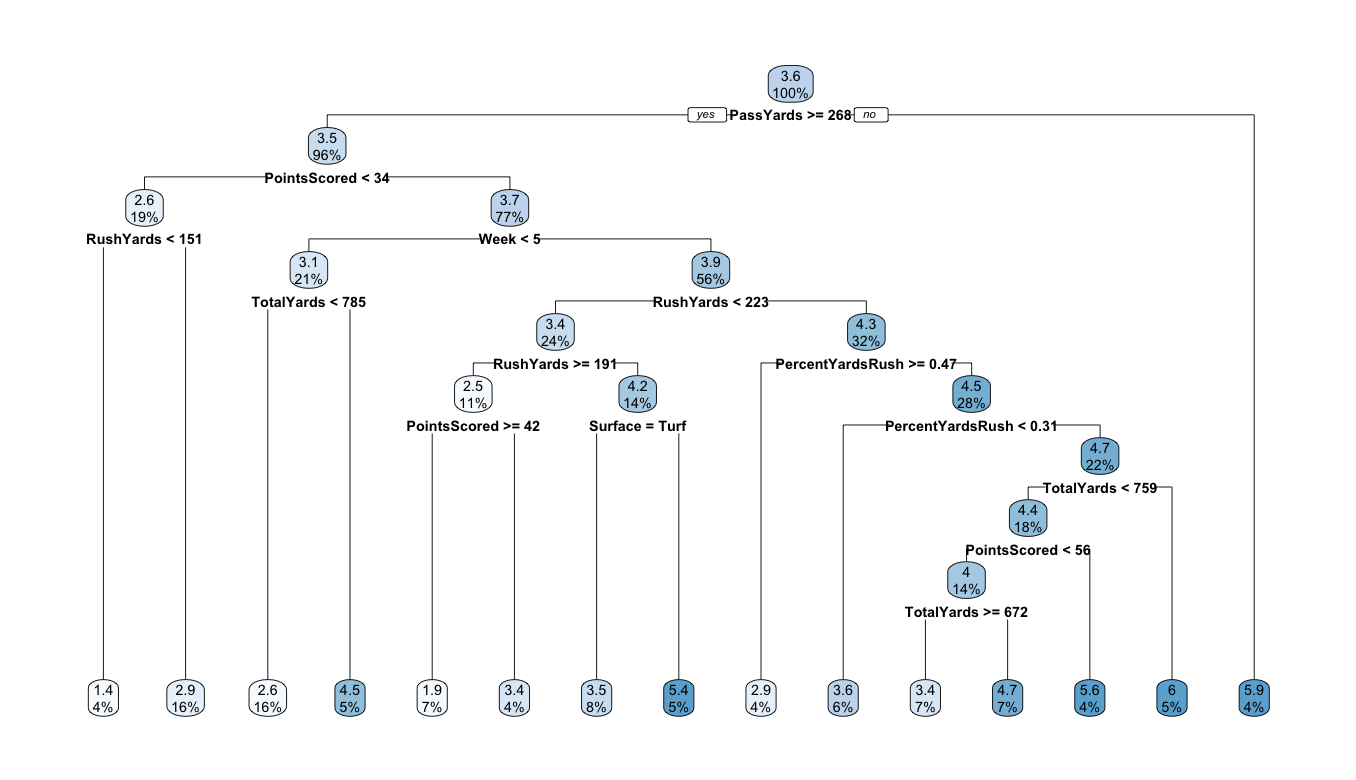 3.6
100%
yes PassYards >= 268 no
3.5
96%
PointsScored < 34
2.6 3.7
19% 77%
RushYards < 151 Week < 5
3.1 3.9
21% 56%
TotalYards < 785 RushYards < 223
3.4 4.3
24% 32%
RushYards >= 191 PercentYardsRush >= 0.47
2.5 4.2 4.5
11% 14% 28%
PointsScored >= 42 Surface = Turf PercentYardsRush < 0.31
4.7
22%
TotalYards < 759
4.4
18%
PointsScored < 56
4
14%
TotalYards >= 672
1.4 2.9 2.6 4.5 1.9 3.4 3.5 5.4 2.9 3.6 3.4 4.7 5.6 6 5.9
4% 16% 16% 5% 7% 4% 8% 5% 4% 6% 7% 7% 4% 5% 4%